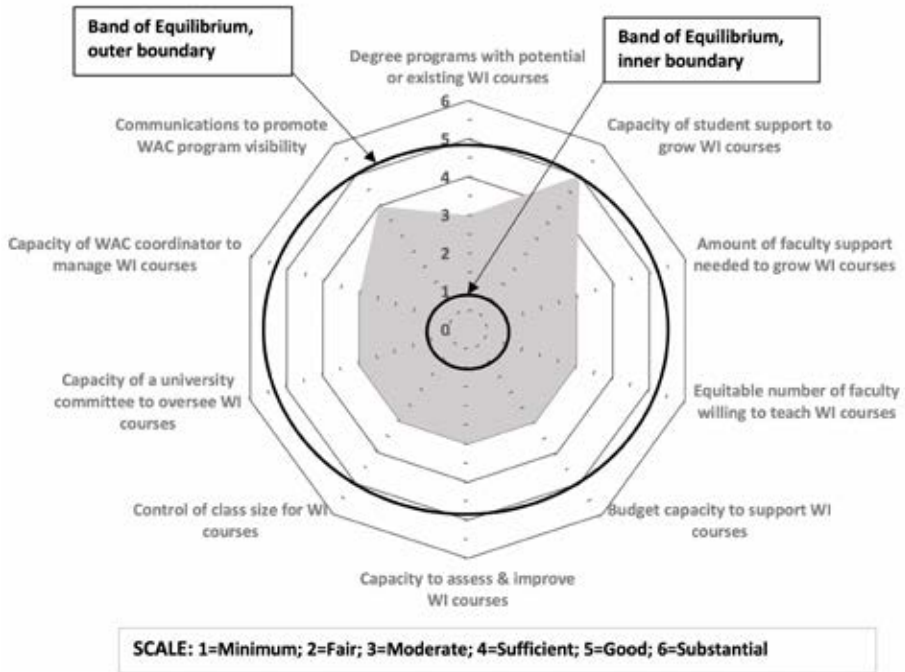 Band of Equilibrium,
outer boundary
Band of Equilibrium,
inner boundary
Degree programs with potential
or existing WI courses
Communications to promote
WAC program visibility
Capacity of student support to
grow WI courses
Capacity of WAC coordinator to
manage WI courses
Amount of faculty support
needed to grow WI courses
Capacity of a university
committee to oversee WI
courses
Equitable number of faculty
willing to teach WI courses
Control of class size for WI
courses
Budget capacity to support WI
courses
Capacity to assess & improve
WI courses
6
5
4
3
2
1
0
SCALE: 1=Minimum; 2=Fair; 3=Moderate; 4=Sufficient; 5=Good; 6=Substantial